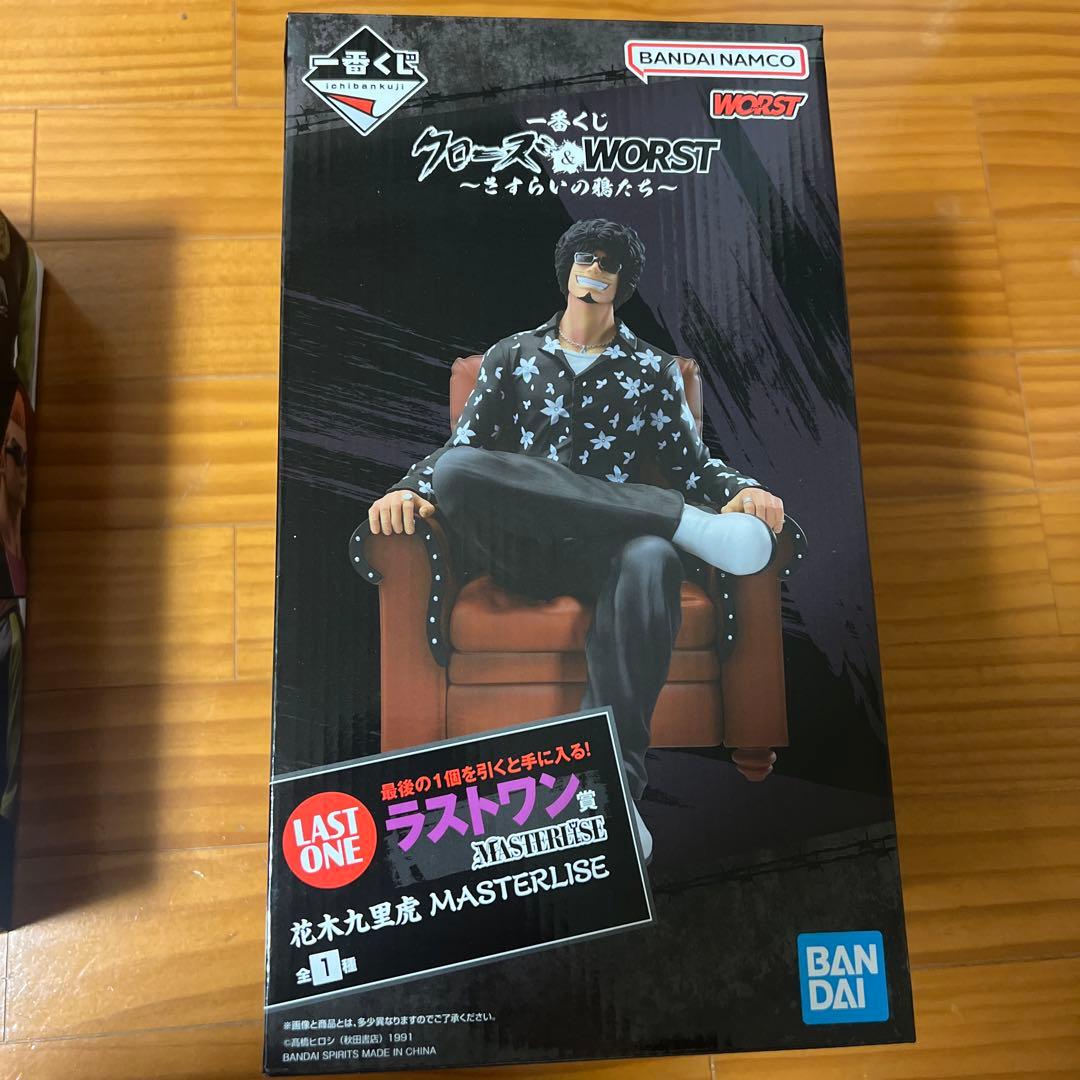 一番くじ
ichibankuji
BANDAI NAMCO
WORST
一番くじ
クローズ&WORST
〜さすらいの鴉たち〜
最後の1個を引くと手に入る!
LAST
ONE
ラストワン賞
MASTERLISE
花木九里虎 MASTERLISE
全1種
※画像と商品とは、多少異なりますのでご了承ください。
©髙橋ヒロシ(秋田書店)1991
BANDAI SPIRITS MADE IN CHINA
BAN
DAI